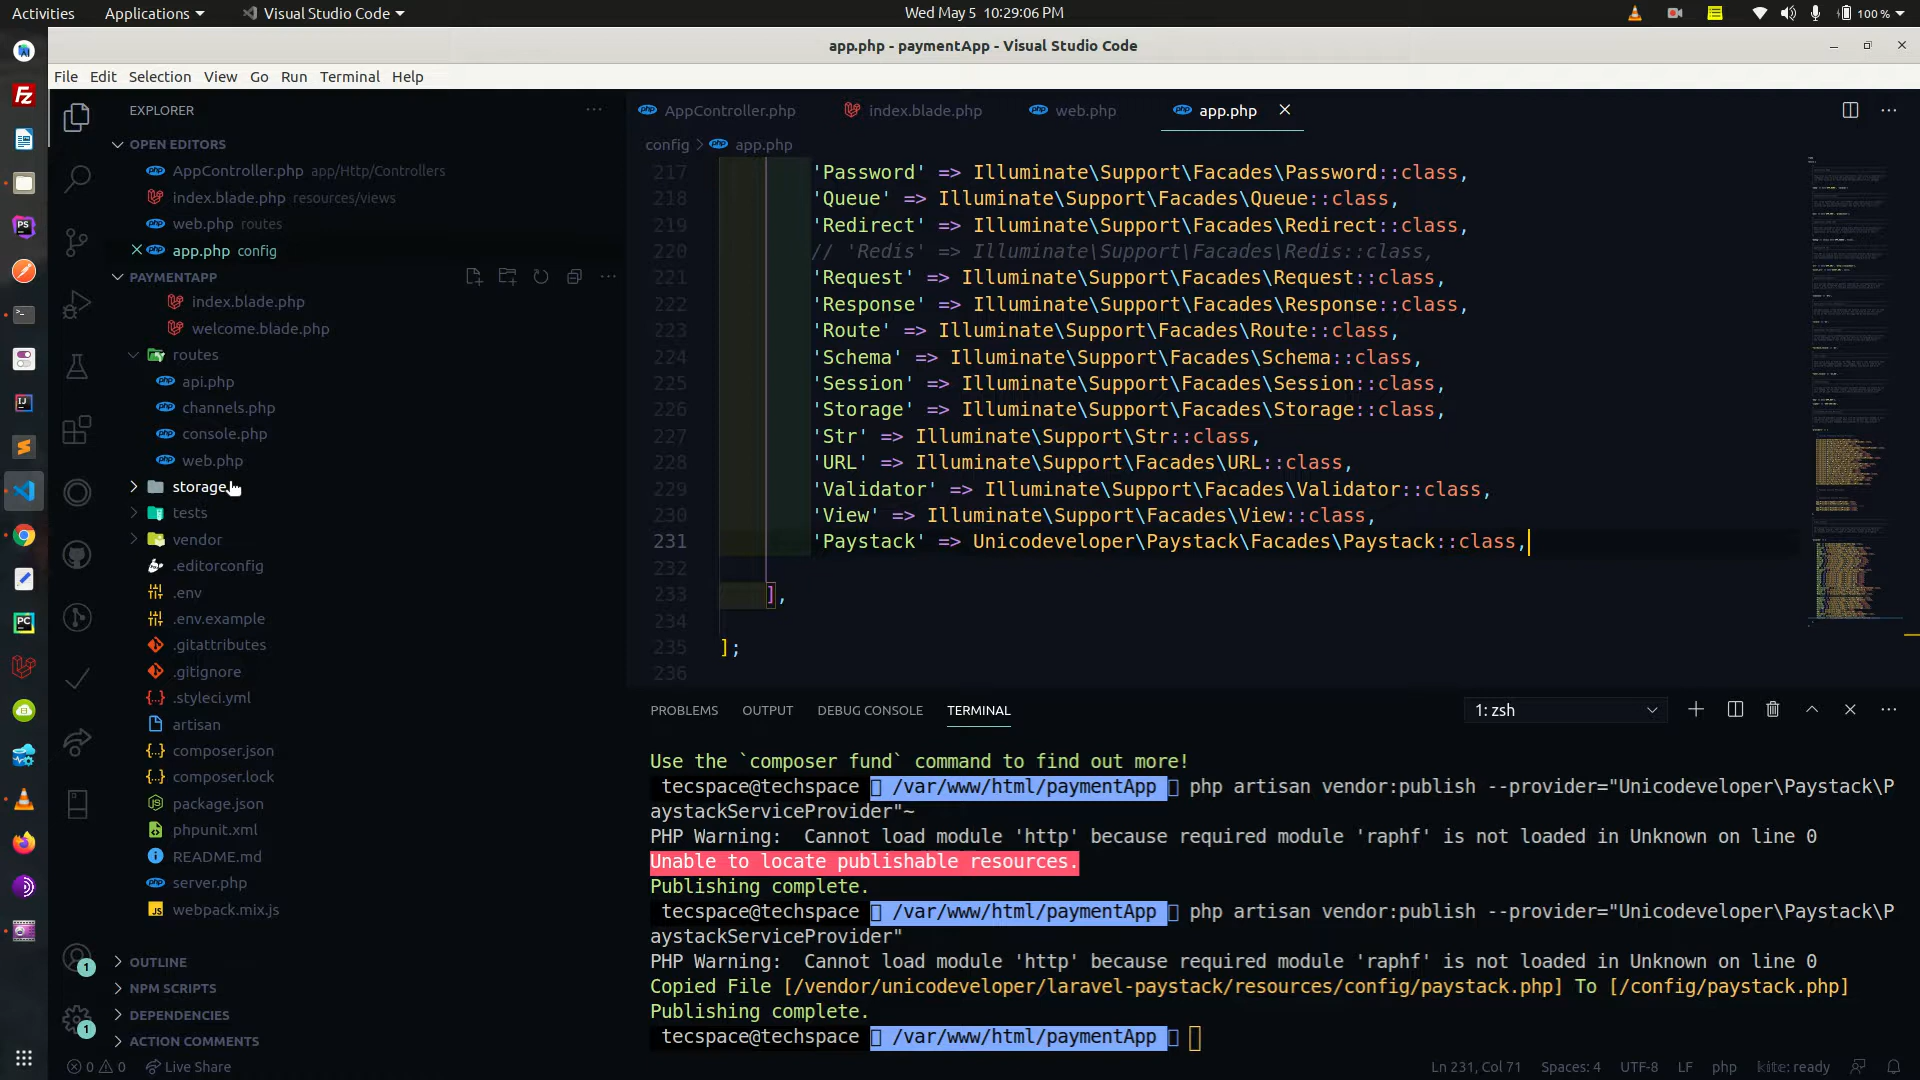 Activities Applications Visual Studio Code Wed May 5 10:29:06 PM 100 %
app.php - paymentApp - Visual Studio Code
File Edit Selection View Go Run Terminal Help
EXPLORER
OPEN EDITORS
AppController.php app/Http/Controllers
index.blade.php resources/views
web.php routes
app.php config
PAYMENTAPP
index.blade.php
welcome.blade.php
routes
api.php
channels.php
console.php
web.php
storage
tests
vendor
.editorconfig
.env
.env.example
.gitattributes
.gitignore
.styleci.yml
artisan
composer.json
composer.lock
package.json
phpunit.xml
README.md
server.php
webpack.mix.js
OUTLINE
NPM SCRIPTS
DEPENDENCIES
ACTION COMMENTS
AppController.php index.blade.php web.php app.php
config > app.php
217 'Password' => Illuminate\Support\Facades\Password::class,
218 'Queue' => Illuminate\Support\Facades\Queue::class,
219 'Redirect' => Illuminate\Support\Facades\Redirect::class,
220 // 'Redis' => Illuminate\Support\Facades\Redis::class,
221 'Request' => Illuminate\Support\Facades\Request::class,
222 'Response' => Illuminate\Support\Facades\Response::class,
223 'Route' => Illuminate\Support\Facades\Route::class,
224 'Schema' => Illuminate\Support\Facades\Schema::class,
225 'Session' => Illuminate\Support\Facades\Session::class,
226 'Storage' => Illuminate\Support\Facades\Storage::class,
227 'Str' => Illuminate\Support\Str::class,
228 'URL' => Illuminate\Support\Facades\URL::class,
229 'Validator' => Illuminate\Support\Facades\Validator::class,
230 'View' => Illuminate\Support\Facades\View::class,
231 'Paystack' => Unicodeveloper\Paystack\Facades\Paystack::class,
232
233 ],
234
235 ];
236
PROBLEMS OUTPUT DEBUG CONSOLE TERMINAL 1: zsh
Use the `composer fund` command to find out more!
tecspace@techspace /var/www/html/paymentApp php artisan vendor:publish --provider="Unicodeveloper\Paystack\P
aystackServiceProvider"~
PHP Warning:  Cannot load module 'http' because required module 'raphf' is not loaded in Unknown on line 0
Unable to locate publishable resources.
Publishing complete.
tecspace@techspace /var/www/html/paymentApp php artisan vendor:publish --provider="Unicodeveloper\Paystack\P
aystackServiceProvider"
PHP Warning:  Cannot load module 'http' because required module 'raphf' is not loaded in Unknown on line 0
Copied File [/vendor/unicodeveloper/laravel-paystack/resources/config/paystack.php] To [/config/paystack.php]
Publishing complete.
tecspace@techspace /var/www/html/paymentApp
0 0 Live Share Ln 231, Col 71 Spaces: 4 UTF-8 LF php kite: ready